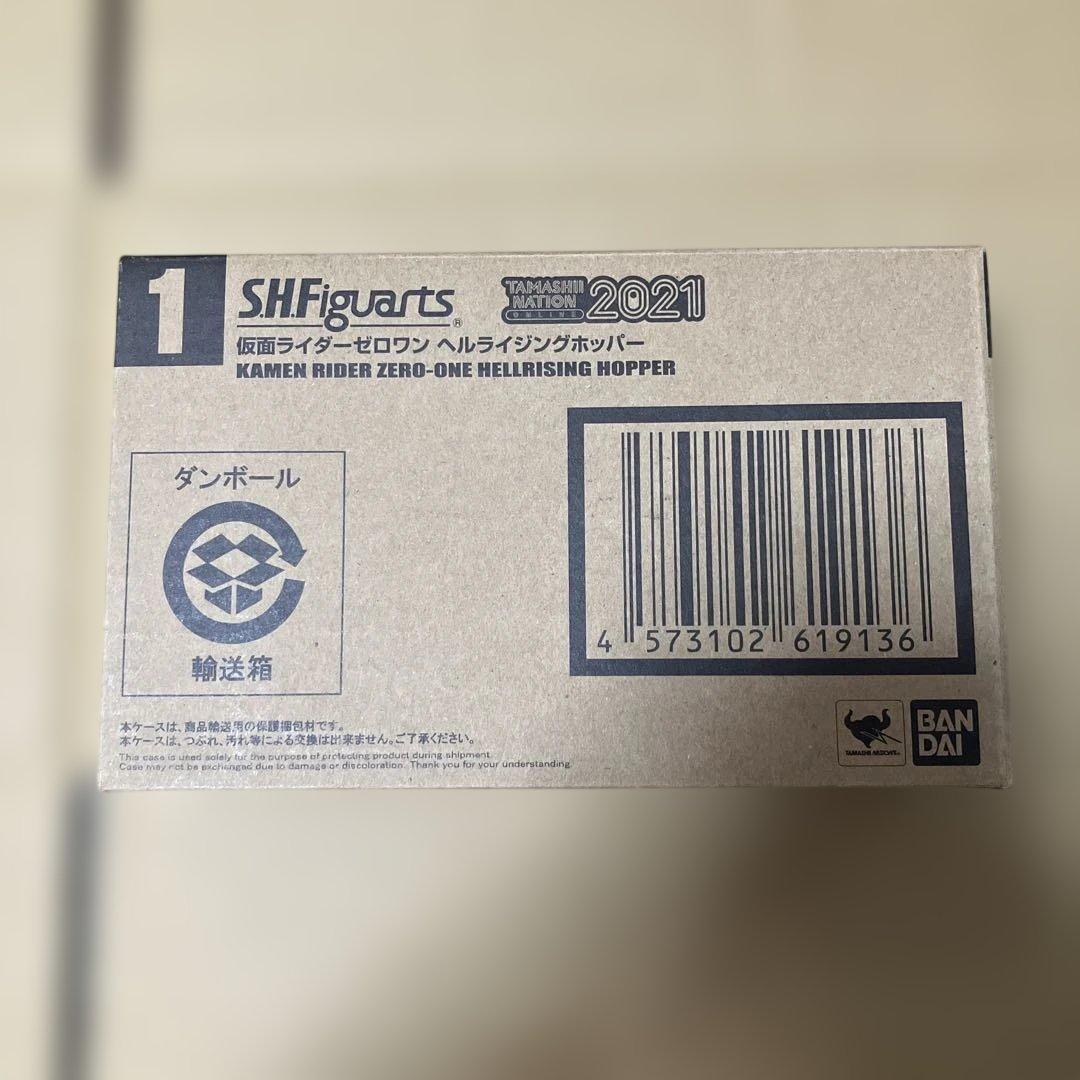 1
S.H.Figuarts®
TAMASHII NATION ONLINE 2021
仮面ライダーゼロワン ヘルライジングホッパー
KAMEN RIDER ZERO-ONE HELLRISING HOPPER
ダンボール
輸送箱
4 573102 619136
本ケースは、商品輸送用の保護梱包材です。
本ケースは、つぶれ、汚れ等による交換は出来ません。ご了承ください。
This case is used solely for the purpose of protecting product during shipment.
Case may not be exchanged due to damage or discoloration. Thank you for your understanding.
TAMASHII NATIONS
BAN
DAI